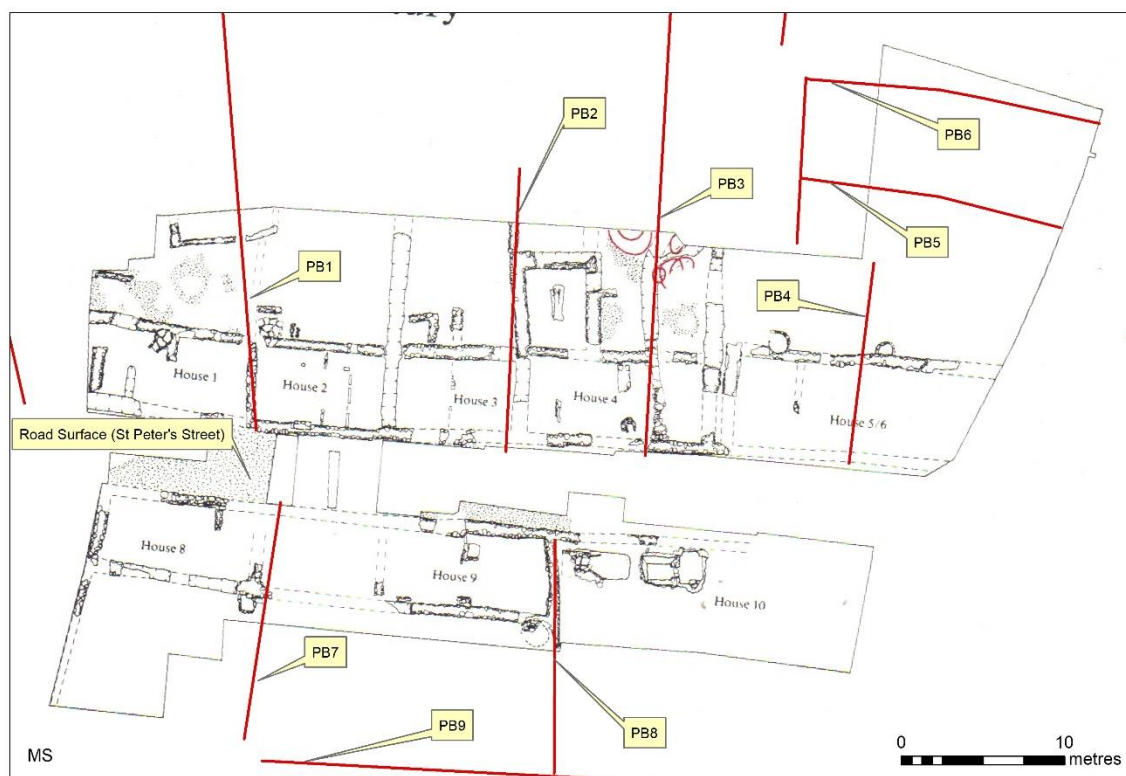 PB2
PB6
PB3
PB5
PB1
PB4
House 1
House 2
House 3
House 4
House 5/6
Road Surface (St Peter's Street)
House 8
House 9
House 10
PB7
PB9
PB8
MS
0 10
metres